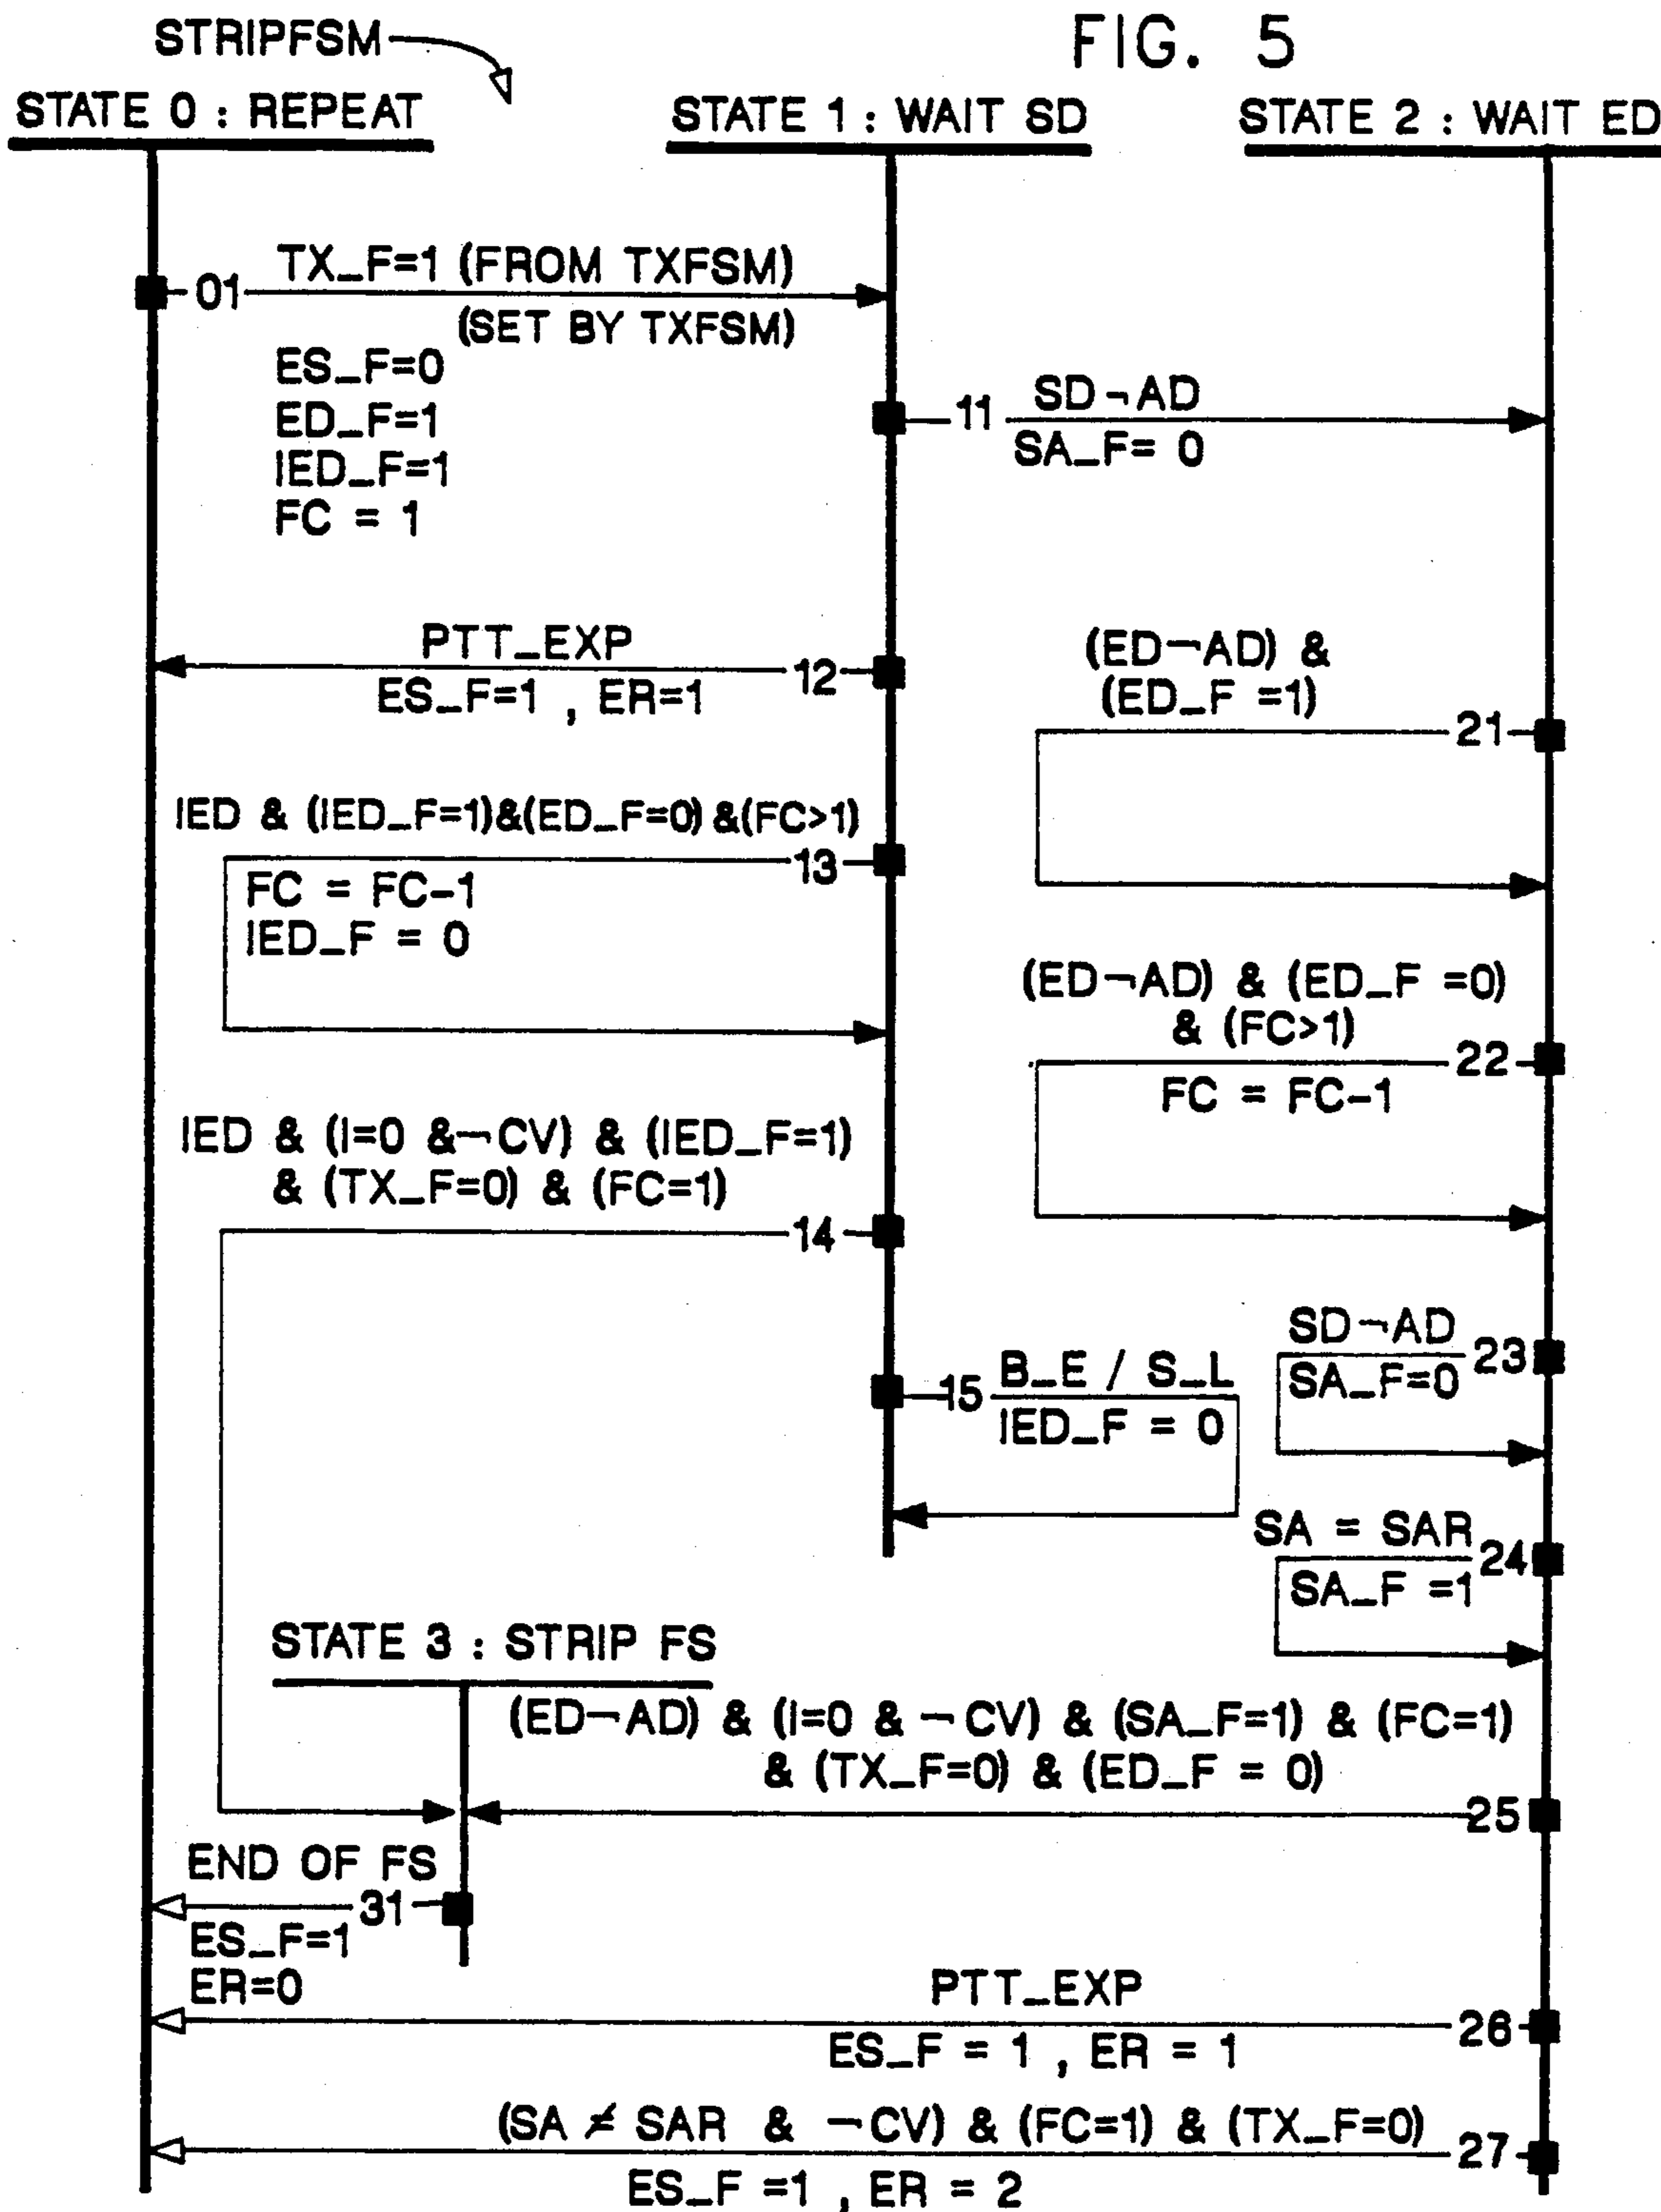 FIG. 5
STRIPFSM
STATE 0 : REPEAT
STATE 1 : WAIT SD
STATE 2 : WAIT ED
01
TX_F=1 (FROM TXFSM)
(SET BY TXFSM)
ES_F=0
ED_F=1
IED_F=1
FC = 1
11
SD¬AD
SA_F= 0
PTT_EXP
12
ES_F=1 , ER=1
(ED¬AD) &
(ED_F =1)
21
IED & (IED_F=1)&(ED_F=0)&(FC>1)
13
FC = FC-1
IED_F = 0
(ED¬AD) & (ED_F =0)
& (FC>1)
22
FC = FC-1
IED & (I=0 &¬CV) & (IED_F=1)
& (TX_F=0) & (FC=1)
14
15
B_E / S_L
IED_F = 0
SD¬AD
23
SA_F=0
SA = SAR
24
SA_F =1
STATE 3 : STRIP FS
(ED¬AD) & (I=0 & ¬CV) & (SA_F=1) & (FC=1)
& (TX_F=0) & (ED_F = 0)
25
END OF FS
31
ES_F=1
ER=0
PTT_EXP
26
ES_F = 1 , ER = 1
(SA ≠ SAR & ¬CV) & (FC=1) & (TX_F=0)
27
ES_F =1 , ER = 2